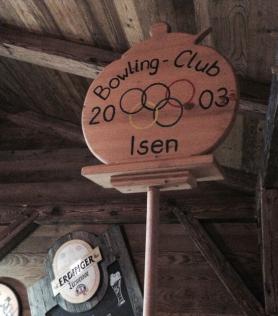 Bowling-Club
20 03
Isen
ERDINGER